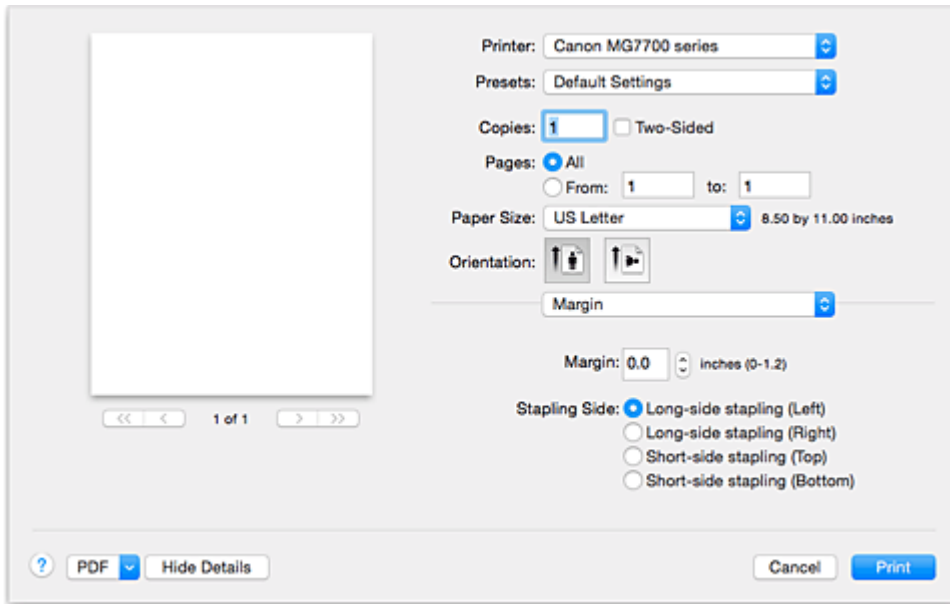 Printer: Canon MG7700 series
Presets: Default Settings
Copies: 1 Two-Sided
Pages: All
From: 1 to: 1
Paper Size: US Letter 8.50 by 11.00 inches
Orientation:
Margin
Margin: 0.0 inches (0-1.2)
<< < 1 of 1 > >>
Stapling Side: Long-side stapling (Left)
Long-side stapling (Right)
Short-side stapling (Top)
Short-side stapling (Bottom)
? PDF Hide Details Cancel Print